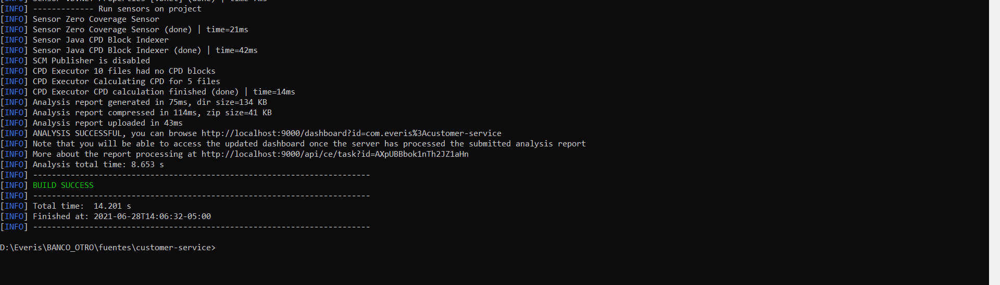 [INFO] Sensor VB.NET Properties [vbnet] (done) | time=7ms
[INFO] ------------- Run sensors on project
[INFO] Sensor Zero Coverage Sensor
[INFO] Sensor Zero Coverage Sensor (done) | time=21ms
[INFO] Sensor Java CPD Block Indexer
[INFO] Sensor Java CPD Block Indexer (done) | time=42ms
[INFO] SCM Publisher is disabled
[INFO] CPD Executor 10 files had no CPD blocks
[INFO] CPD Executor Calculating CPD for 5 files
[INFO] CPD Executor CPD calculation finished (done) | time=14ms
[INFO] Analysis report generated in 75ms, dir size=134 KB
[INFO] Analysis report compressed in 114ms, zip size=41 KB
[INFO] Analysis report uploaded in 43ms
[INFO] ANALYSIS SUCCESSFUL, you can browse http://localhost:9000/dashboard?id=com.everis%3Acustomer-service
[INFO] Note that you will be able to access the updated dashboard once the server has processed the submitted analysis report
[INFO] More about the report processing at http://localhost:9000/api/ce/task?id=AXpUBBbok1nTh2JZ1aHn
[INFO] Analysis total time: 8.653 s
[INFO] ------------------------------------------------------------------------
[INFO] BUILD SUCCESS
[INFO] ------------------------------------------------------------------------
[INFO] Total time:  14.201 s
[INFO] Finished at: 2021-06-28T14:06:32-05:00
[INFO] ------------------------------------------------------------------------
D:\Everis\BANCO_OTRO\fuentes\customer-service>